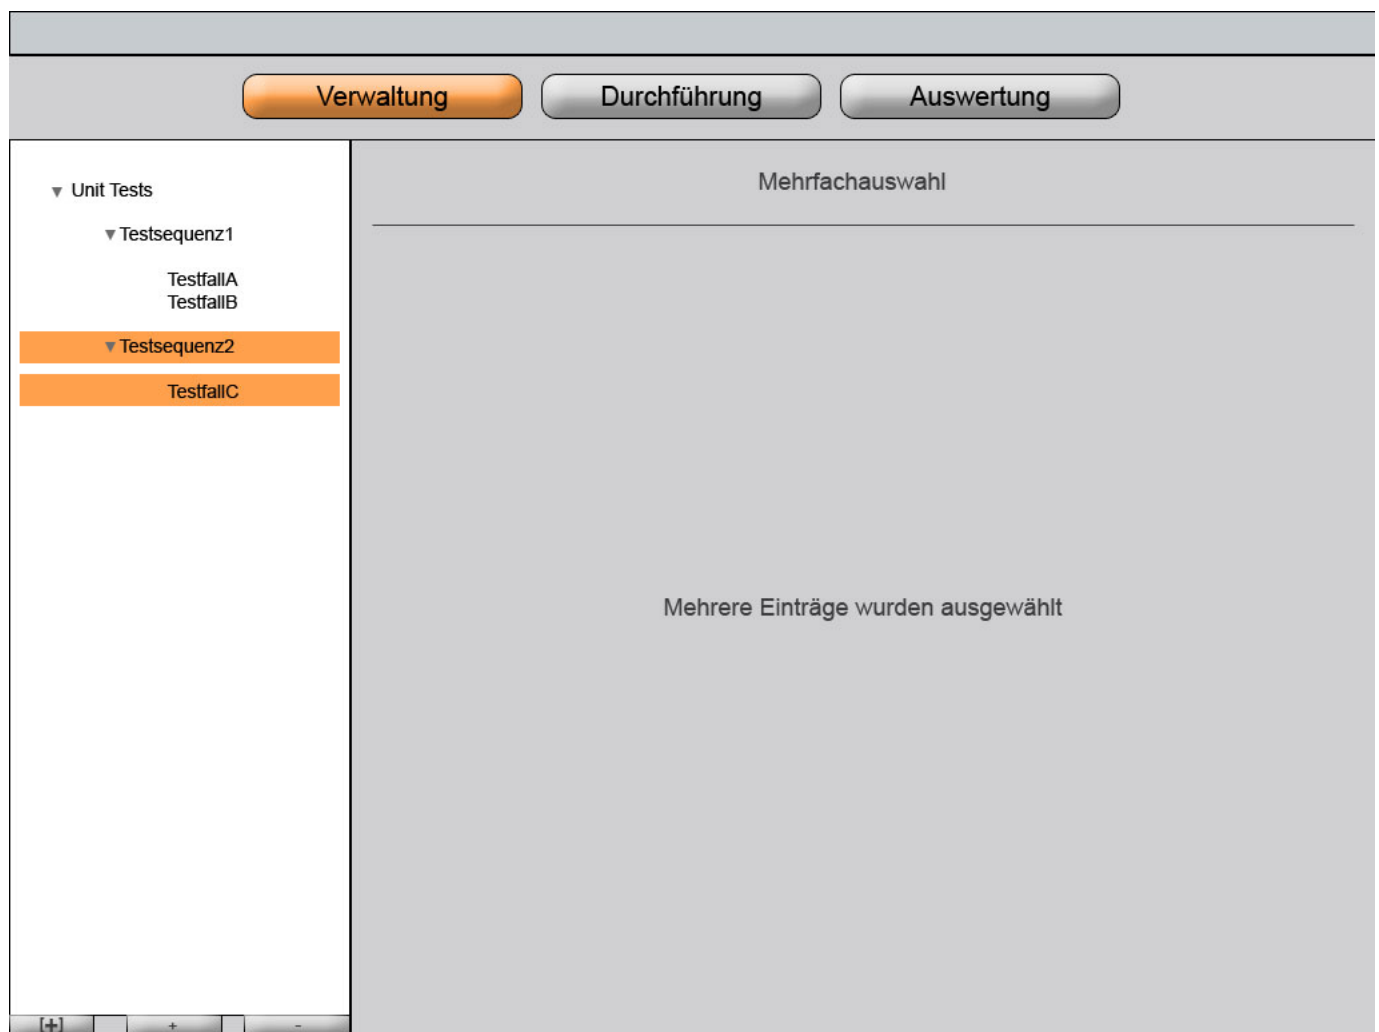 Verwaltung Durchführung Auswertung
Unit Tests
Testsequenz1
TestfallA
TestfallB
Testsequenz2
TestfallC
Mehrfachauswahl
Mehrere Einträge wurden ausgewählt
[+] + -